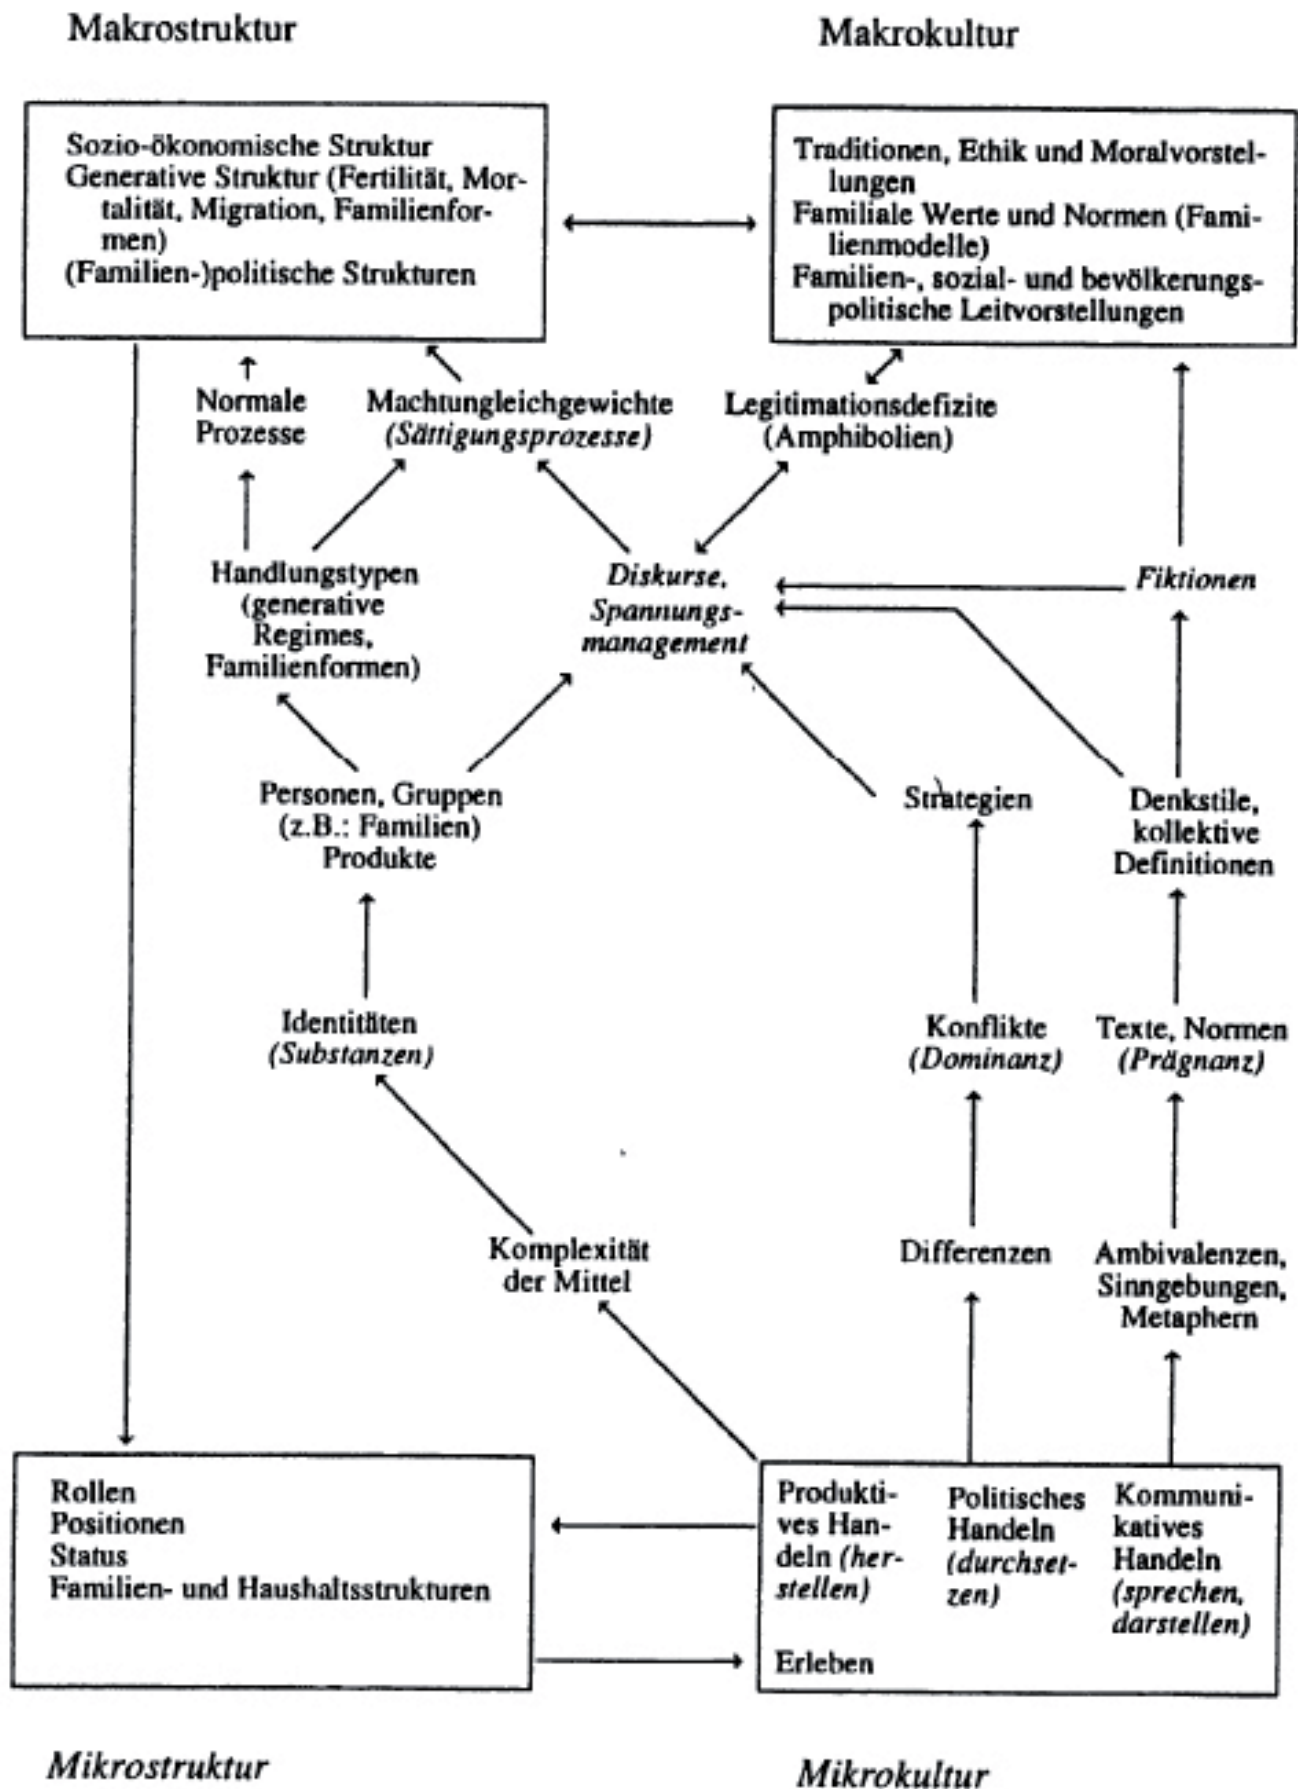 Makrostruktur
Makrokultur
Sozio-ökonomische Struktur
Generative Struktur (Fertilität, Mor-
talität, Migration, Familienfor-
men)
(Familien-)politische Strukturen
Traditionen, Ethik und Moralvorstel-
lungen
Familiale Werte und Normen (Fami-
lienmodelle)
Familien-, sozial- und bevölkerungs-
politische Leitvorstellungen
Normale
Prozesse
Machtungleichgewichte
(Sättigungsprozesse)
Legitimationsdefizite
(Amphibolien)
Handlungstypen
(generative
Regimes,
Familienformen)
Diskurse,
Spannungs-
management
Fiktionen
Personen, Gruppen
(z.B.: Familien)
Produkte
Strategien
Denkstile,
kollektive
Definitionen
Identitäten
(Substanzen)
Konflikte
(Dominanz)
Texte, Normen
(Prägnanz)
Komplexität
der Mittel
Differenzen
Ambivalenzen,
Sinngebungen,
Metaphern
Rollen
Positionen
Status
Familien- und Haushaltsstrukturen
Produkti-
ves Han-
deln (her-
stellen)
Politisches
Handeln
(durchset-
zen)
Kommuni-
katives
Handeln
(sprechen,
darstellen)
Erleben
Mikrostruktur
Mikrokultur